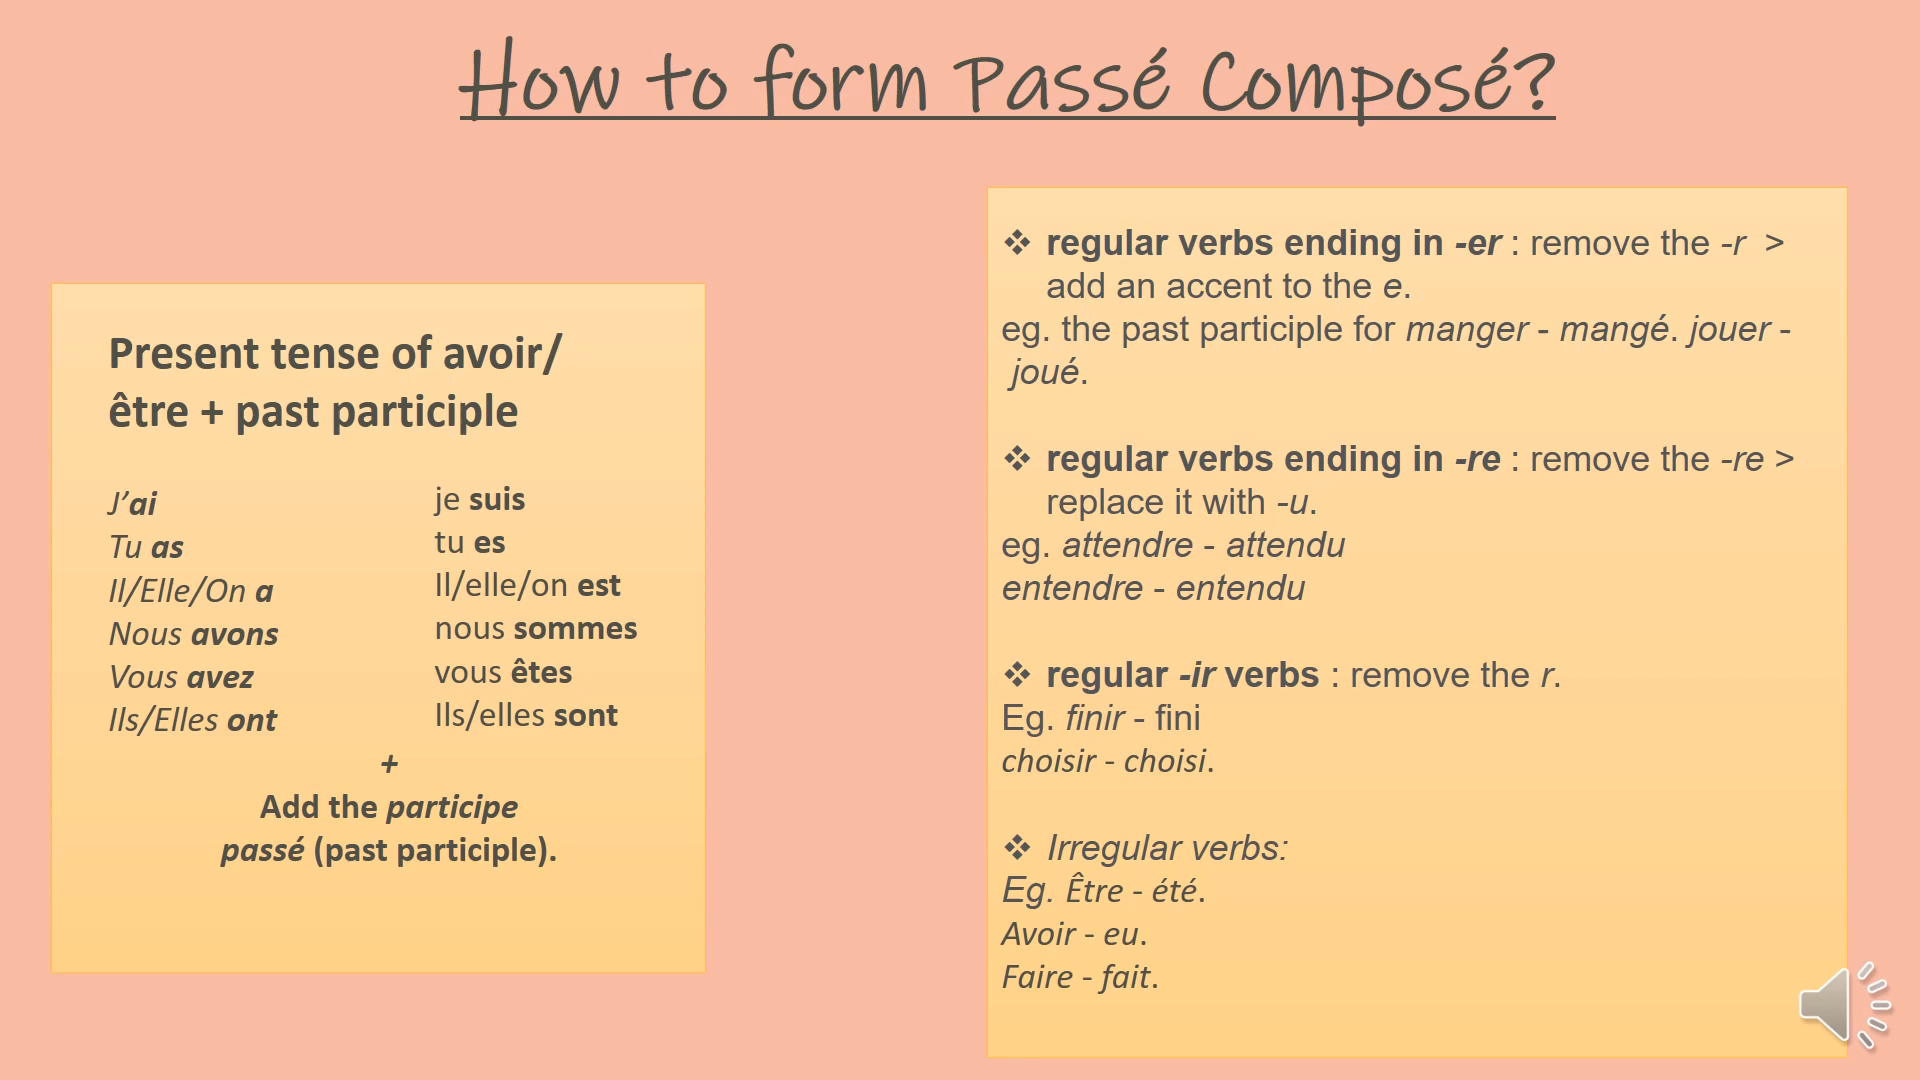 How to form Passé Composé?
Present tense of avoir/
être + past participle
J’ai
Tu as
Il/Elle/On a
Nous avons
Vous avez
Ils/Elles ont
je suis
tu es
Il/elle/on est
nous sommes
vous êtes
Ils/elles sont
+
Add the participe
passé (past participle).
❖ regular verbs ending in -er : remove the -r >
add an accent to the e.
eg. the past participle for manger - mangé. jouer -
joué.
❖ regular verbs ending in -re : remove the -re >
replace it with -u.
eg. attendre - attendu
entendre - entendu
❖ regular -ir verbs : remove the r.
Eg. finir - fini
choisir - choisi.
❖ Irregular verbs:
Eg. Être - été.
Avoir - eu.
Faire - fait.